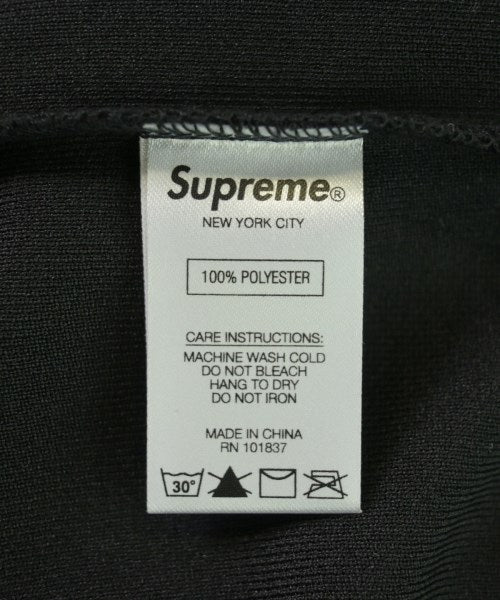 Supreme®
NEW YORK CITY
100% POLYESTER
CARE INSTRUCTIONS:
MACHINE WASH COLD
DO NOT BLEACH
HANG TO DRY
DO NOT IRON
MADE IN CHINA
RN 101837
30°